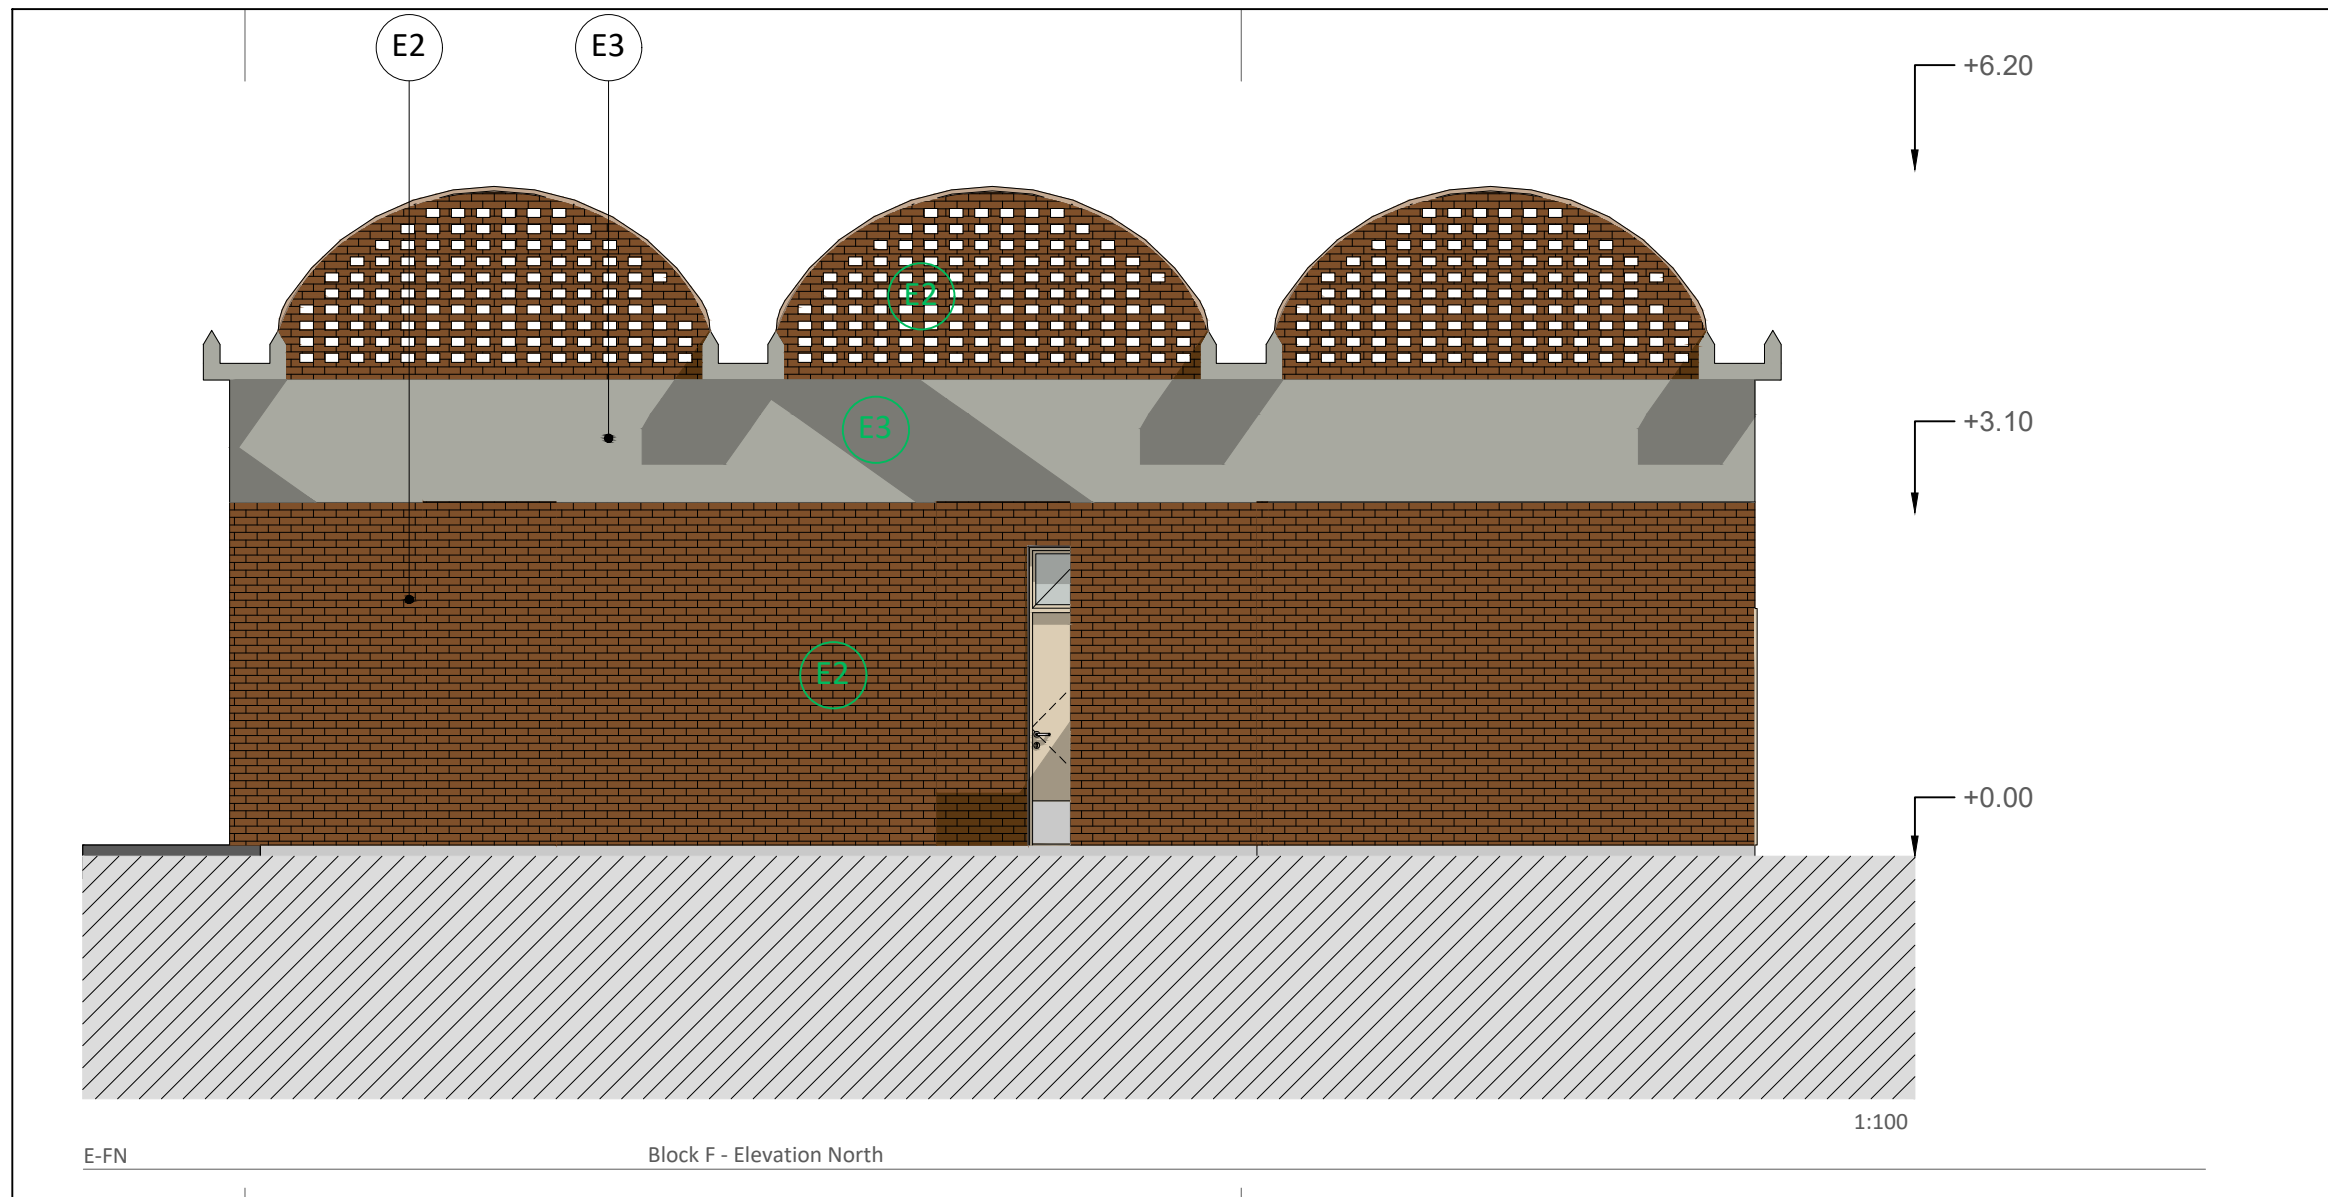 E2
E3
+6.20
E2
+3.10
E3
E2
+0.00
1:100
E-FN
Block F - Elevation North